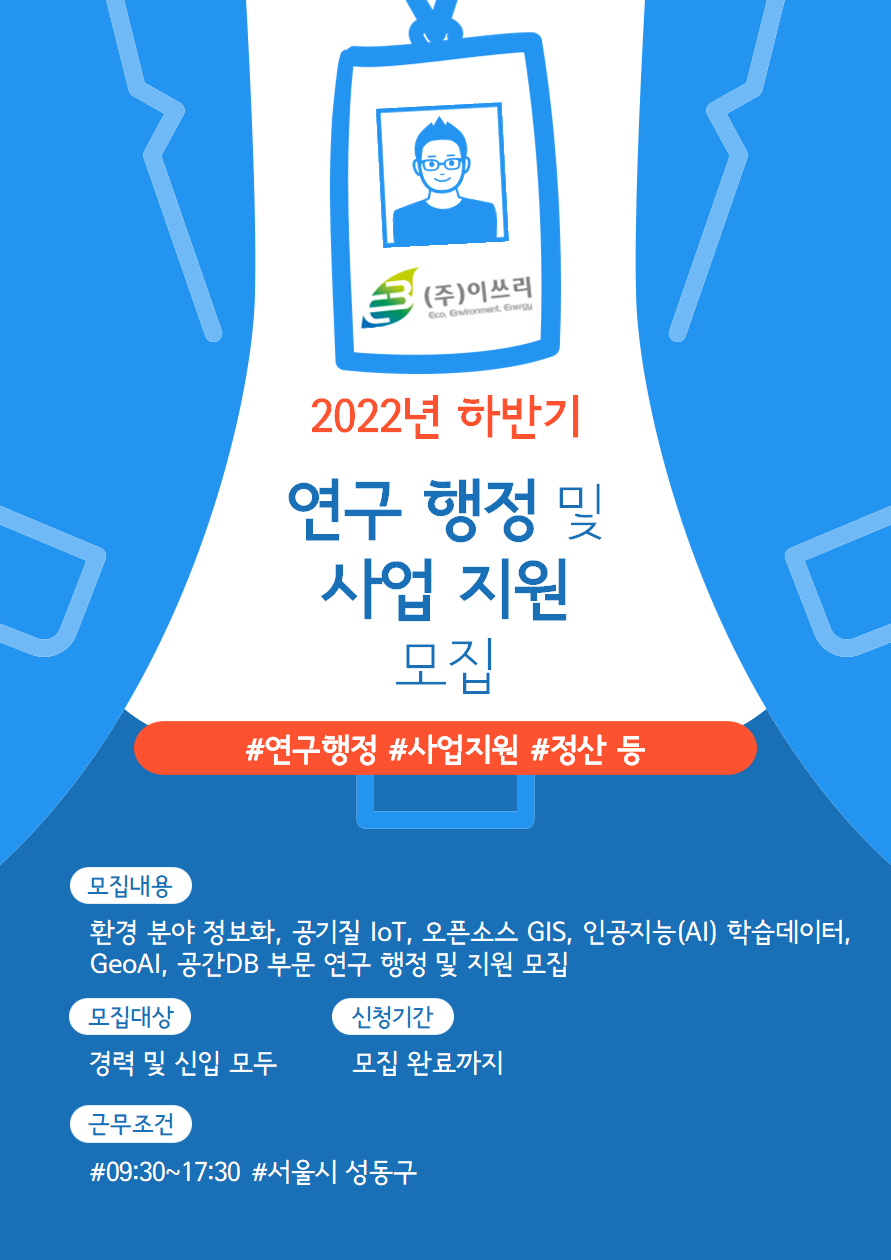 (주)이쓰리
Eco. Environment. Energy
2022년 하반기
연구 행정 및
사업 지원
모집
#연구행정 #사업지원 #정산 등
모집내용
환경 분야 정보화, 공기질 IoT, 오픈소스 GIS, 인공지능(AI) 학습데이터,
GeoAI, 공간DB 부문 연구 행정 및 지원 모집
모집대상
경력 및 신입 모두
신청기간
모집 완료까지
근무조건
#09:30~17:30 #서울시 성동구